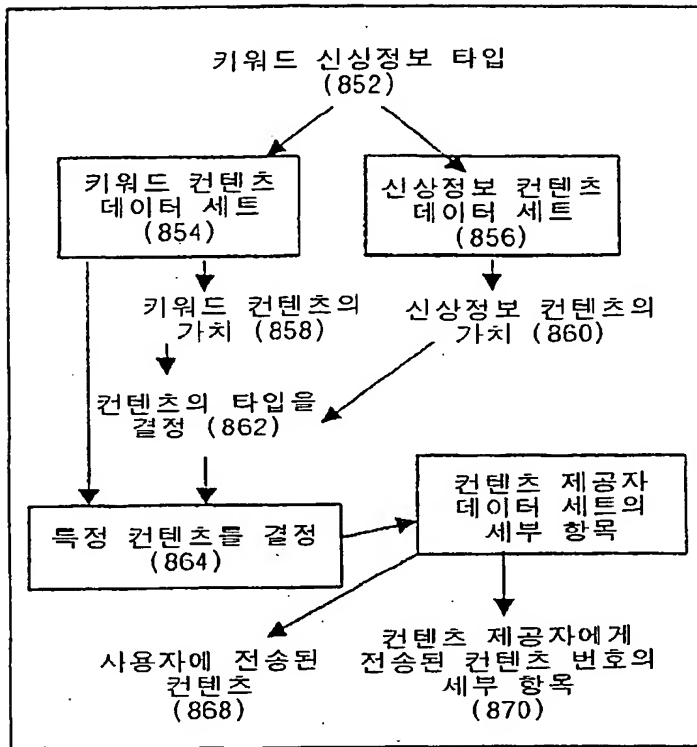 키워드 신상정보 타입
(852)
키워드 컨텐츠
데이터 세트
(854)
신상정보 컨텐츠
데이터 세트
(856)
키워드 컨텐츠의
가치 (858)
신상정보 컨텐츠의
가치 (860)
컨텐츠의 타입을
결정 (862)
컨텐츠 제공자
데이터 세트의
세부 항목
특정 컨텐츠를 결정
(864)
사용자에 전송된
컨텐츠
(868)
컨텐츠 제공자에게
전송된 컨텐츠 번호의
세부 항목
(870)